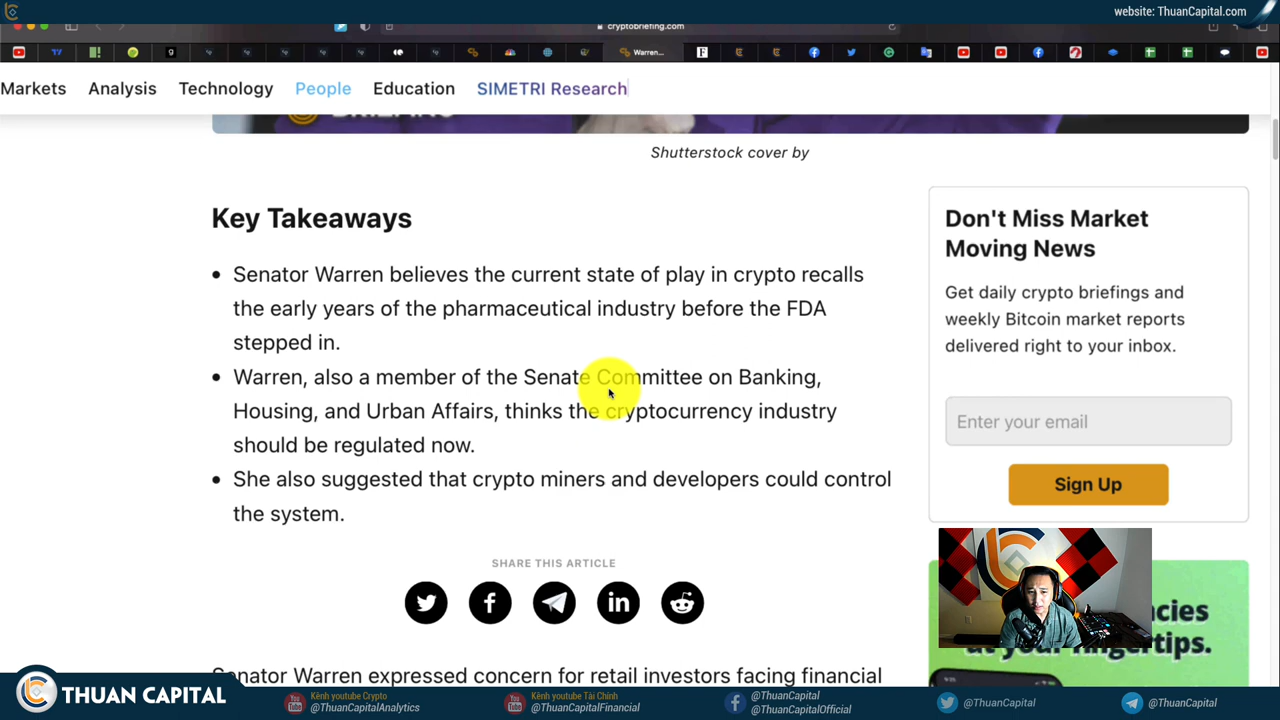 website: ThuanCapital.com
cryptobriefing.com
Warren...
Markets Analysis Technology People Education SIMETRI Research
Shutterstock cover by
Key Takeaways
• Senator Warren believes the current state of play in crypto recalls
the early years of the pharmaceutical industry before the FDA
stepped in.
• Warren, also a member of the Senate Committee on Banking,
Housing, and Urban Affairs, thinks the cryptocurrency industry
should be regulated now.
• She also suggested that crypto miners and developers could control
the system.
SHARE THIS ARTICLE
Senator Warren expressed concern for retail investors facing financial
Don't Miss Market
Moving News
Get daily crypto briefings and
weekly Bitcoin market reports
delivered right to your inbox.
Enter your email
Sign Up
at your fingertips.
THUAN CAPITAL
Kênh youtube Crypto
@ThuanCapitalAnalytics
Kênh youtube Tài Chính
@ThuanCapitalFinancial
@ThuanCapital
@ThuanCapitalOfficial
@ThuanCapital
@ThuanCapital